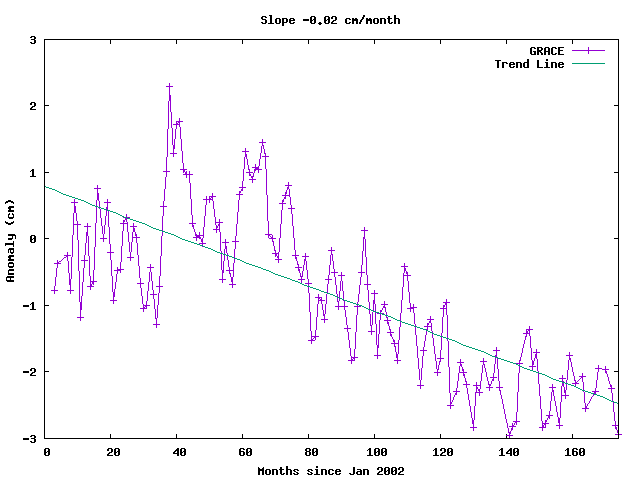 Slope -0.02 cm/month
GRACE
Trend Line
3
2
1
0
-1
-2
-3
Anomaly (cm)
0 20 40 60 80 100 120 140 160
Months since Jan 2002